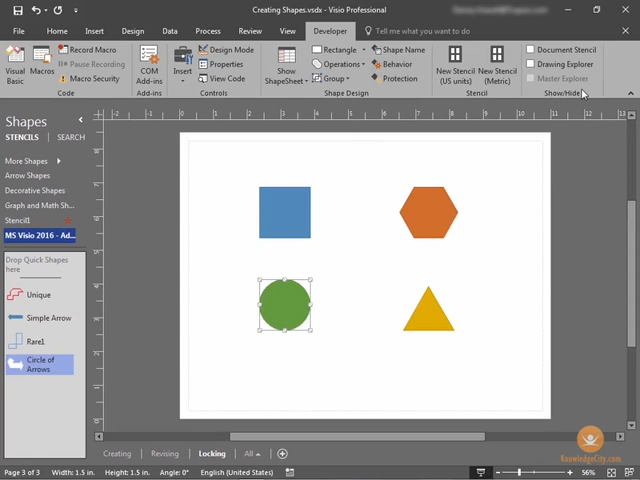 Creating Shapes.vsdx - Visio Professional
File Home Insert Design Data Process Review View Developer Tell me what you want to do
Visual Basic
Macros
Record Macro
Pause Recording
Macro Security
Code
COM Add-ins
Add-ins
Insert
Design Mode
Properties
View Code
Controls
Show ShapeSheet
Rectangle
Operations
Group
Shape Name
Behavior
Protection
Shape Design
New Stencil (US units)
New Stencil (Metric)
Stencil
Document Stencil
Drawing Explorer
Master Explorer
Show/Hide
Shapes
STENCILS SEARCH
More Shapes
Arrow Shapes
Decorative Shapes
Graph and Math Sh...
Stencil1
MS Visio 2016 - Ad...
Drop Quick Shapes
here
Unique
Simple Arrow
Rare1
Circle of
Arrows
Creating Revising Locking All
KnowledgeCity.com
Page 3 of 3 Width: 1.5 in. Height: 1.5 in. Angle: 0° English (United States) 56%